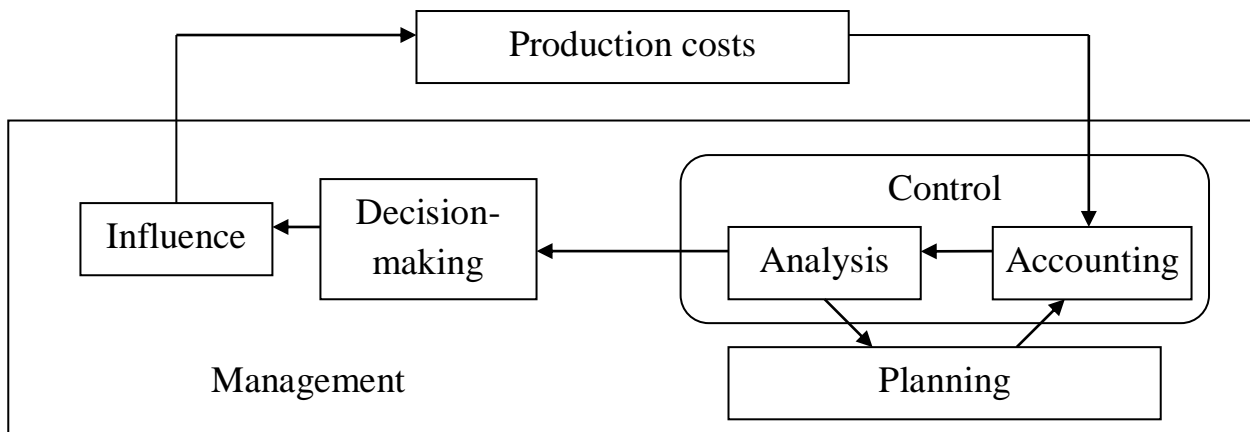 Production costs
Control
Decision-
making
Influence
Analysis
Accounting
Management
Planning